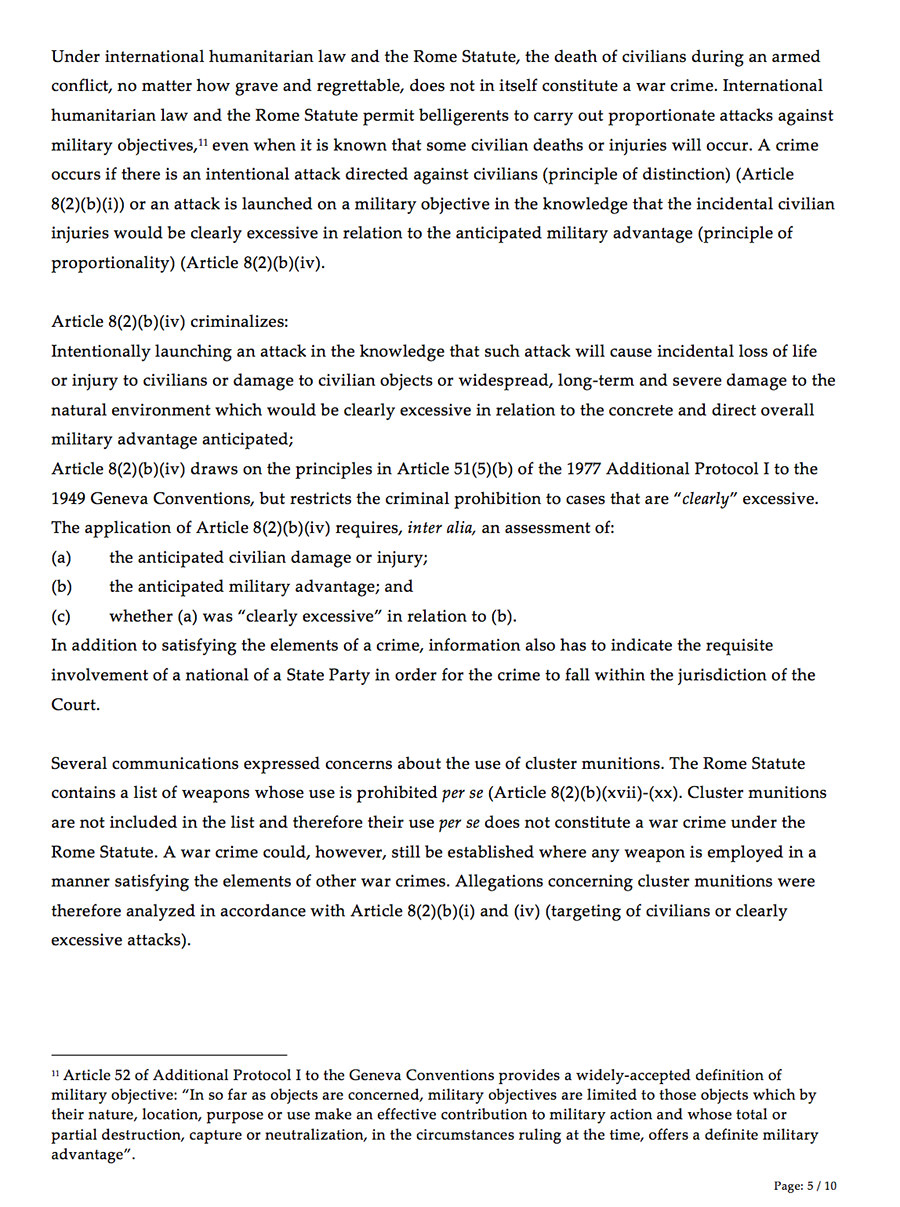 Under international humanitarian law and the Rome Statute, the death of civilians during an armed
conflict, no matter how grave and regrettable, does not in itself constitute a war crime. International
humanitarian law and the Rome Statute permit belligerents to carry out proportionate attacks against
military objectives,¹¹ even when it is known that some civilian deaths or injuries will occur. A crime
occurs if there is an intentional attack directed against civilians (principle of distinction) (Article
8(2)(b)(i)) or an attack is launched on a military objective in the knowledge that the incidental civilian
injuries would be clearly excessive in relation to the anticipated military advantage (principle of
proportionality) (Article 8(2)(b)(iv).
Article 8(2)(b)(iv) criminalizes:
Intentionally launching an attack in the knowledge that such attack will cause incidental loss of life
or injury to civilians or damage to civilian objects or widespread, long-term and severe damage to the
natural environment which would be clearly excessive in relation to the concrete and direct overall
military advantage anticipated;
Article 8(2)(b)(iv) draws on the principles in Article 51(5)(b) of the 1977 Additional Protocol I to the
1949 Geneva Conventions, but restricts the criminal prohibition to cases that are “clearly” excessive.
The application of Article 8(2)(b)(iv) requires, inter alia, an assessment of:
(a) the anticipated civilian damage or injury;
(b) the anticipated military advantage; and
(c) whether (a) was “clearly excessive” in relation to (b).
In addition to satisfying the elements of a crime, information also has to indicate the requisite
involvement of a national of a State Party in order for the crime to fall within the jurisdiction of the
Court.
Several communications expressed concerns about the use of cluster munitions. The Rome Statute
contains a list of weapons whose use is prohibited per se (Article 8(2)(b)(xvii)-(xx). Cluster munitions
are not included in the list and therefore their use per se does not constitute a war crime under the
Rome Statute. A war crime could, however, still be established where any weapon is employed in a
manner satisfying the elements of other war crimes. Allegations concerning cluster munitions were
therefore analyzed in accordance with Article 8(2)(b)(i) and (iv) (targeting of civilians or clearly
excessive attacks).
¹¹ Article 52 of Additional Protocol I to the Geneva Conventions provides a widely-accepted definition of
military objective: “In so far as objects are concerned, military objectives are limited to those objects which by
their nature, location, purpose or use make an effective contribution to military action and whose total or
partial destruction, capture or neutralization, in the circumstances ruling at the time, offers a definite military
advantage”.
Page: 5 / 10